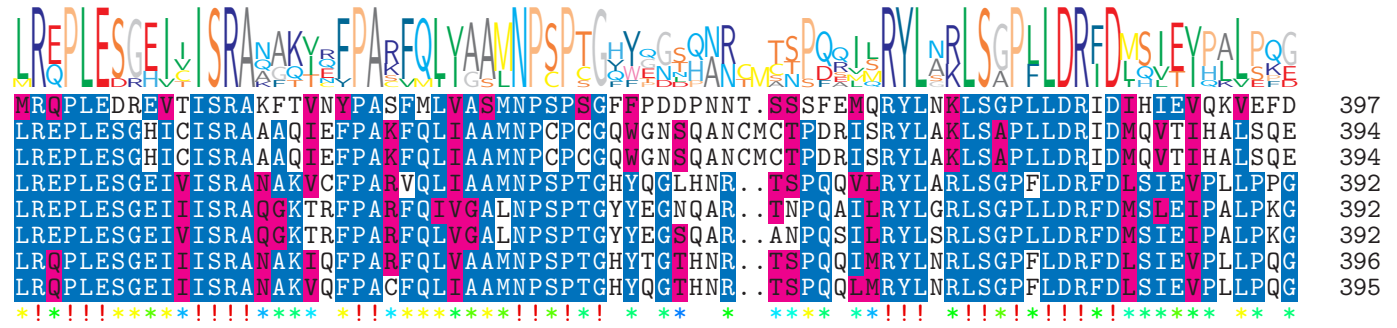 MRQPLEDREVTISRAKFTVNYPASFMLVASMNPSPSGFFPDDPNNT.SSSFEMQRYLNKLSGPLLDRIDIHIEVQKVEFD 397
LREPLESGHICISRAAAQIEFPAKFQLIAAMNPCPCGQWGNSQANCMCTPDRISRYLAKLSAPLLDRIDMQVTIHALSQE 394
LREPLESGHICISRAAAQIEFPAKFQLIAAMNPCPCGQWGNSQANCMCTPDRISRYLAKLSAPLLDRIDMQVTIHALSQE 394
LREPLESGEIVISRANAKVCFPARVQLIAAMNPSPTGHYQGLHNR..TSPQQVLRYLARLSGPFLDRFDLSIEVPLLPPG 392
LREPLESGEIIISRAQGKTRFPARFQIVGALNPSPTGYYEGNQAR..TNPQAILRYLGRLSGPLLDRFDMSLEIPALPKG 392
LREPLESGEIVISRAQGKTRFPARFQLVGALNPSPTGYYEGSQAR..ANPQSILRYLSRLSGPLLDRFDMSIEIPALPKG 392
LRQPLESGEIIISRANAKIQFPARFQLVAAMNPSPTGHYTGTHNR..TSPQQIMRYLNRLSGPFLDRFDLSIEVPLLPQG 396
LRQPLESGEIIISRANAKVQFPACFQLIAAMNPSPTGHYQGTHNR..TSPQQLMRYLNRLSGPFLDRFDLSIEVPLLPQG 395